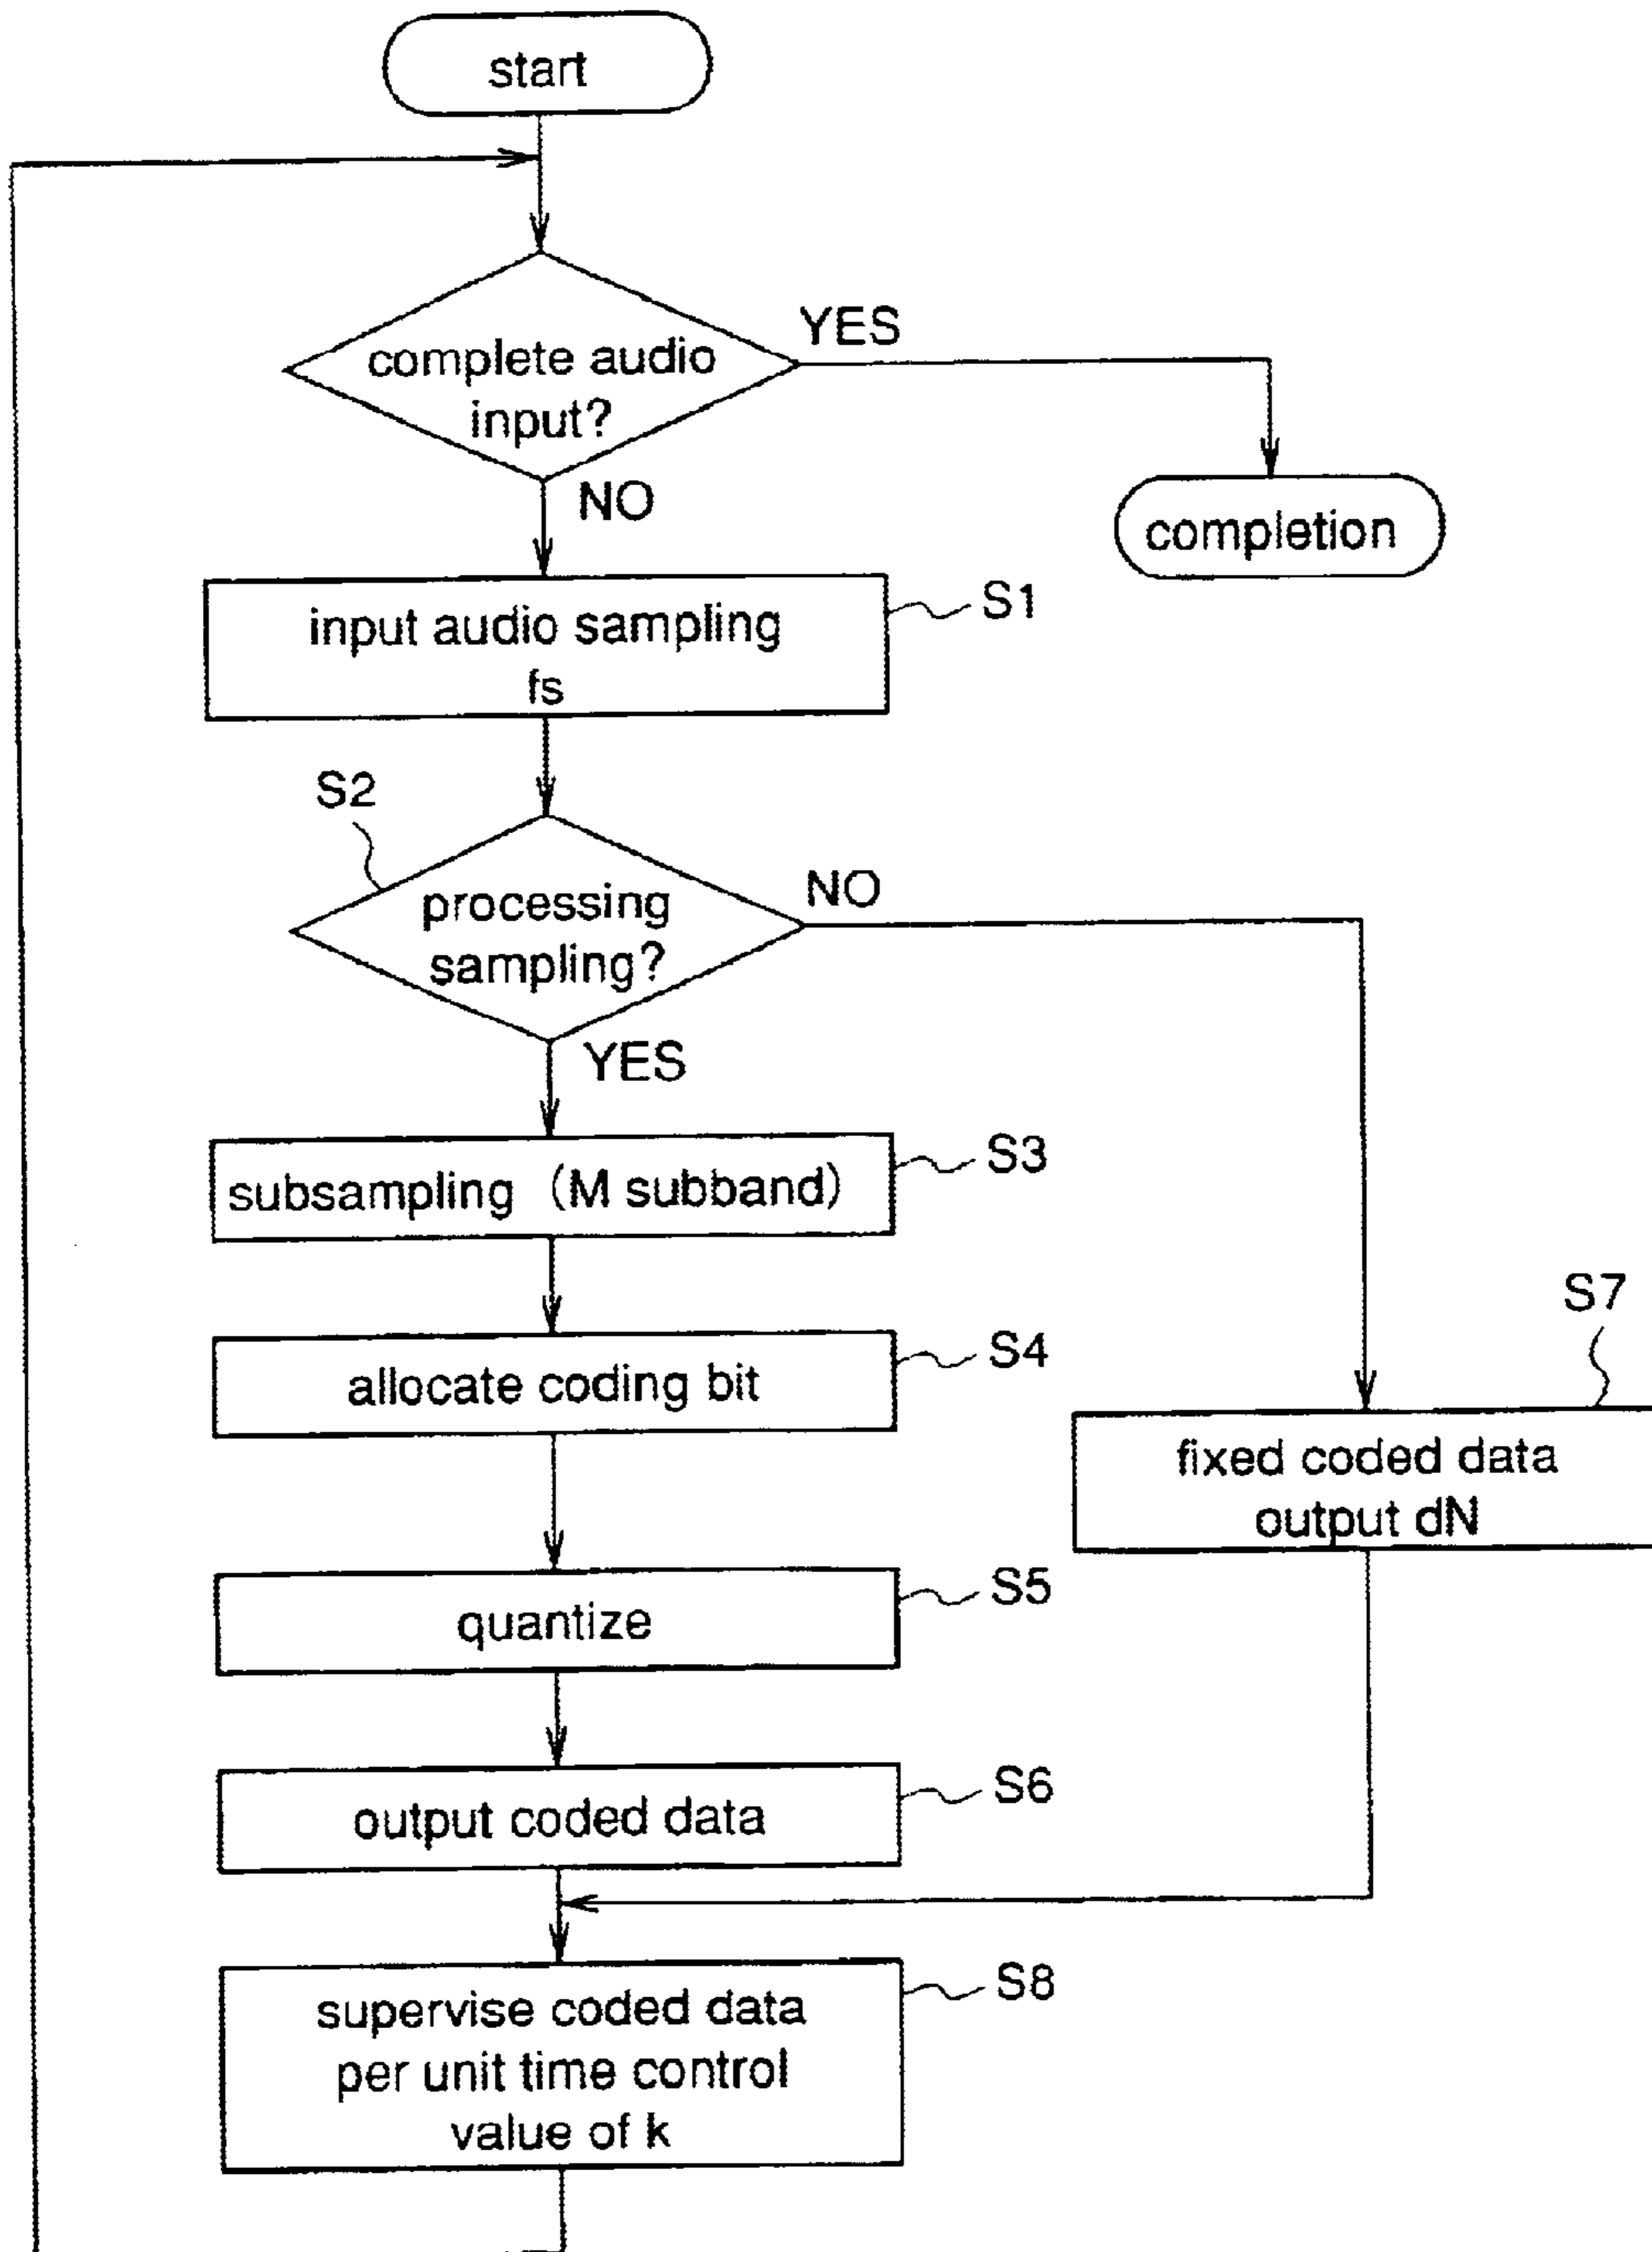 start
complete audio
input?
YES
NO
completion
input audio sampling
fs
S1
S2
processing
sampling?
NO
YES
subsampling (M subband)
S3
allocate coding bit
S4
S7
fixed coded data
output dN
quantize
S5
output coded data
S6
supervise coded data
per unit time control
value of k
S8